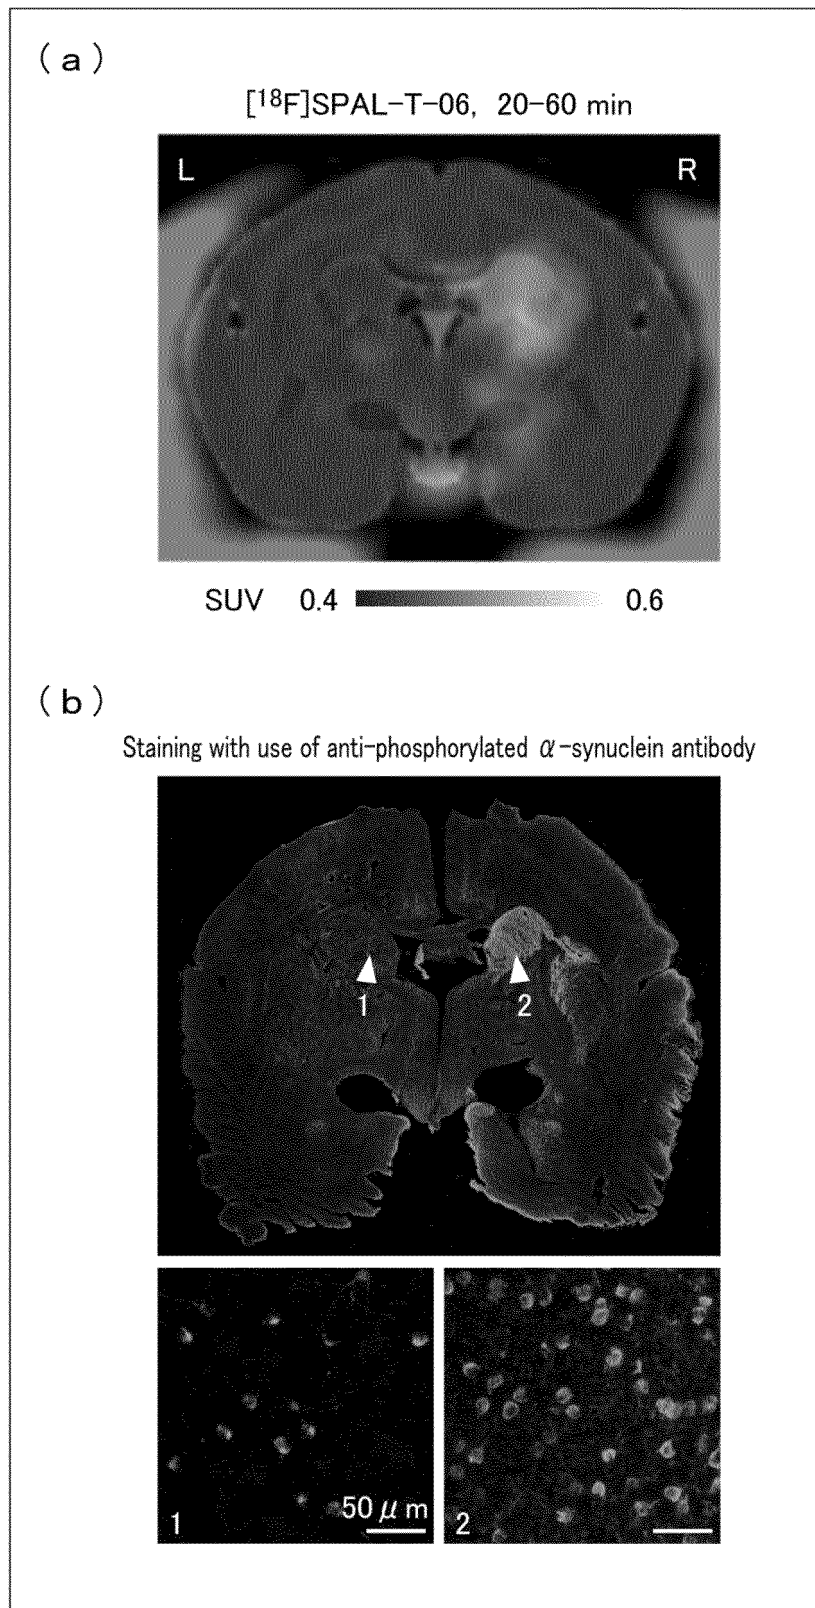 (a)
[¹⁸F]SPAL-T-06, 20-60 min
L R
SUV 0.4 0.6
(b)
Staining with use of anti-phosphorylated α-synuclein antibody
1 2
50 μm
1 2